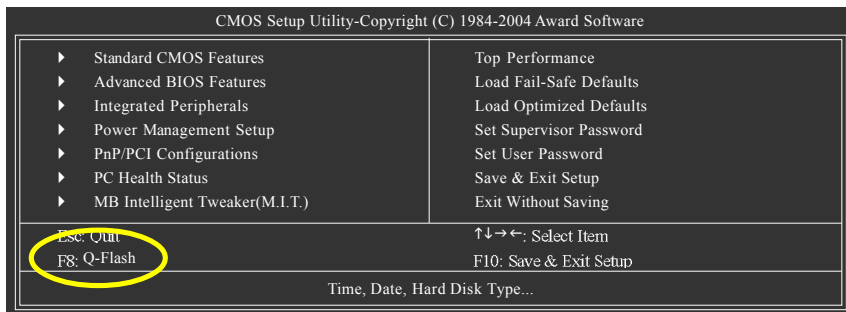 CMOS Setup Utility-Copyright (C) 1984-2004 Award Software
Standard CMOS Features
Advanced BIOS Features
Integrated Peripherals
Power Management Setup
PnP/PCI Configurations
PC Health Status
MB Intelligent Tweaker(M.I.T.)
Top Performance
Load Fail-Safe Defaults
Load Optimized Defaults
Set Supervisor Password
Set User Password
Save & Exit Setup
Exit Without Saving
Esc: Quit
↑↓→←: Select Item
F8: Q-Flash
F10: Save & Exit Setup
Time, Date, Hard Disk Type...